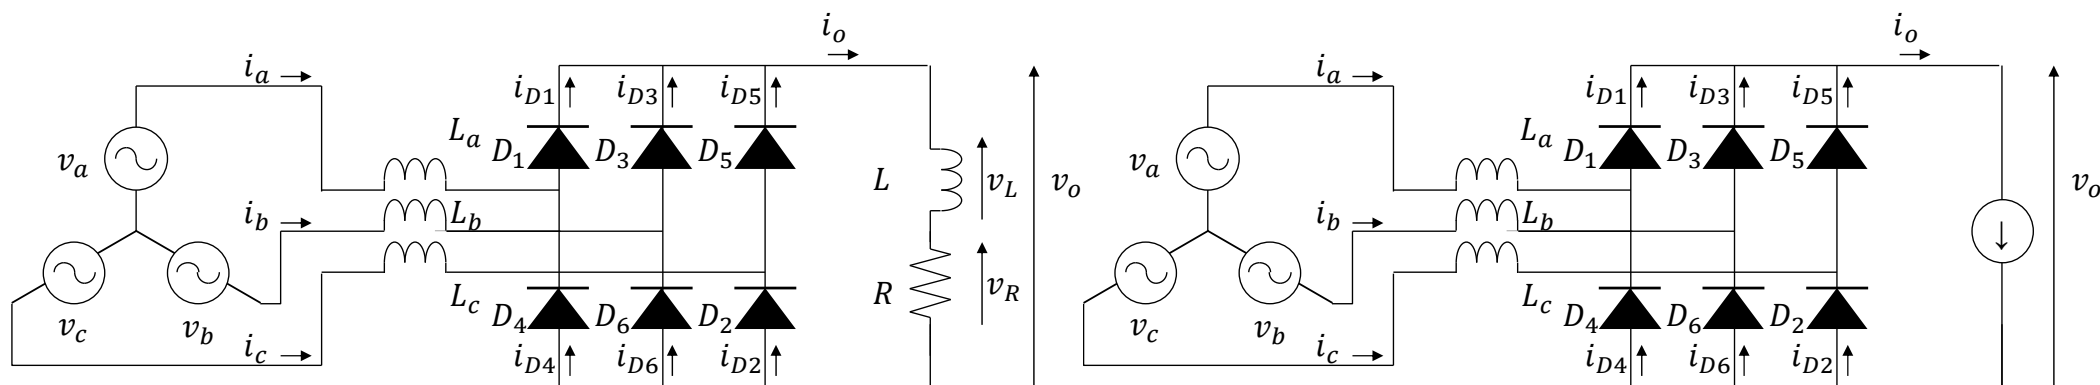 i_o
i_a
i_D1 i_D3 i_D5
L_a
D_1 D_3 D_5
v_a
L v_L v_o
i_b L_b
L_c
R v_R
D_4 D_6 D_2
v_c v_b
i_c
i_D4 i_D6 i_D2
i_o
i_a
i_D1 i_D3 i_D5
L_a
D_1 D_3 D_5
v_a
v_o
i_b L_b
L_c
D_4 D_6 D_2
v_c v_b
i_c
i_D4 i_D6 i_D2